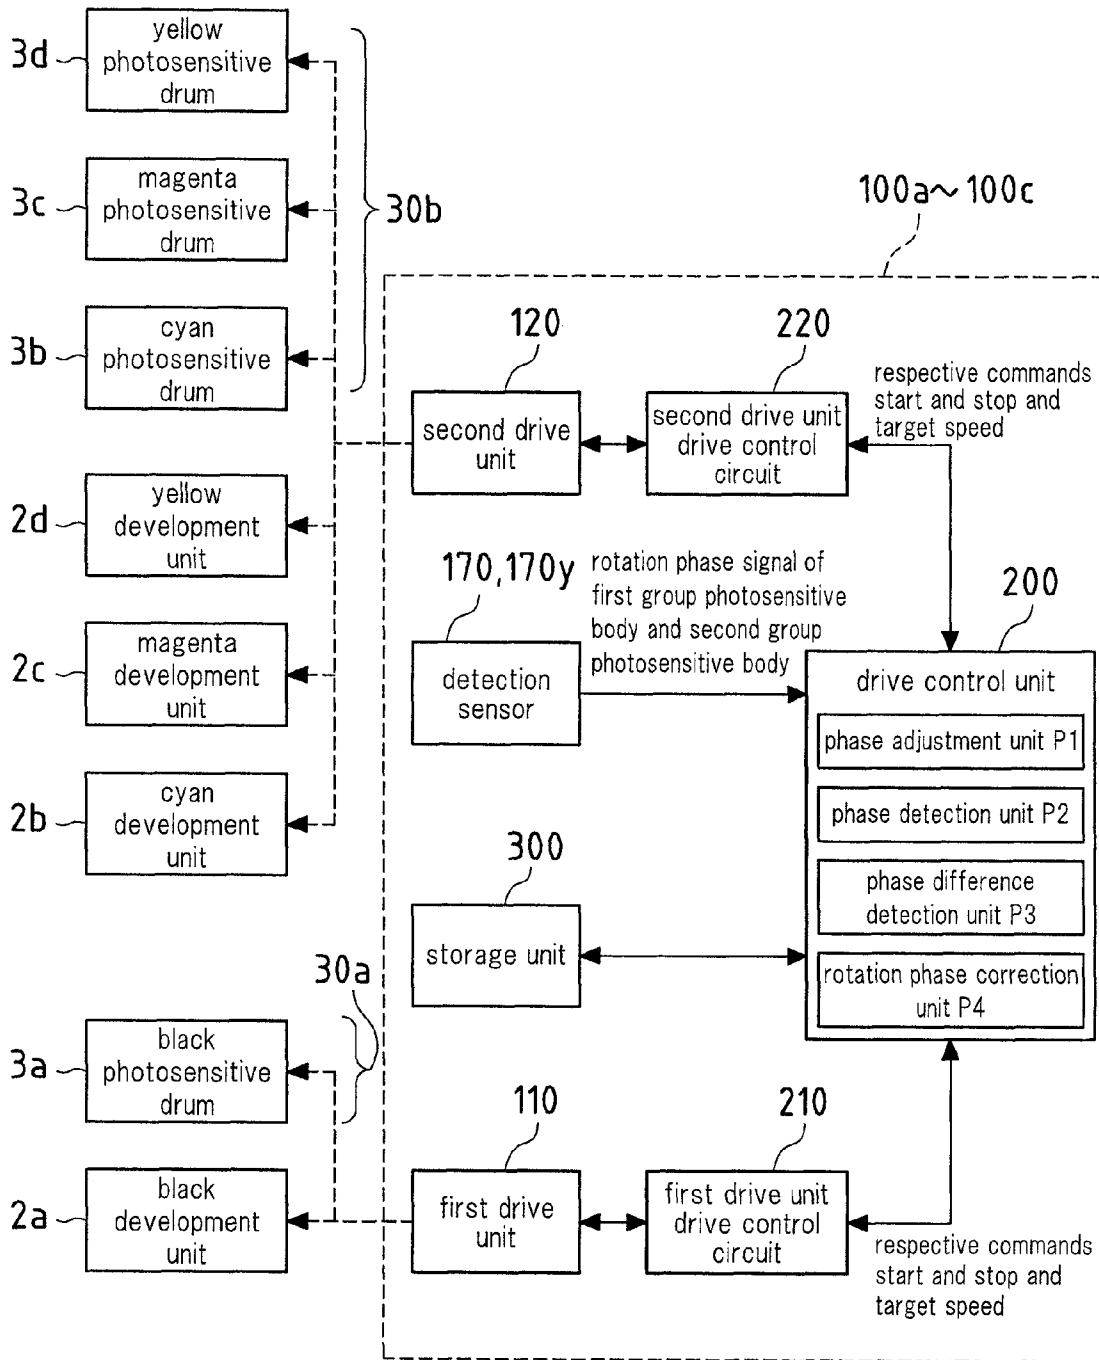 3d
yellow
photosensitive
drum
3c
magenta
photosensitive
drum
30b
3b
cyan
photosensitive
drum
2d
yellow
development
unit
2c
magenta
development
unit
2b
cyan
development
unit
30a
3a
black
photosensitive
drum
2a
black
development
unit
100a~100c
120
second drive
unit
220
second drive unit
drive control
circuit
respective commands
start and stop and
target speed
170,170y
detection
sensor
rotation phase signal of
first group photosensitive
body and second group
photosensitive body
200
drive control unit
phase adjustment unit P1
phase detection unit P2
phase difference
detection unit P3
rotation phase correction
unit P4
300
storage unit
110
first drive
unit
210
first drive unit
drive control
circuit
respective commands
start and stop and
target speed